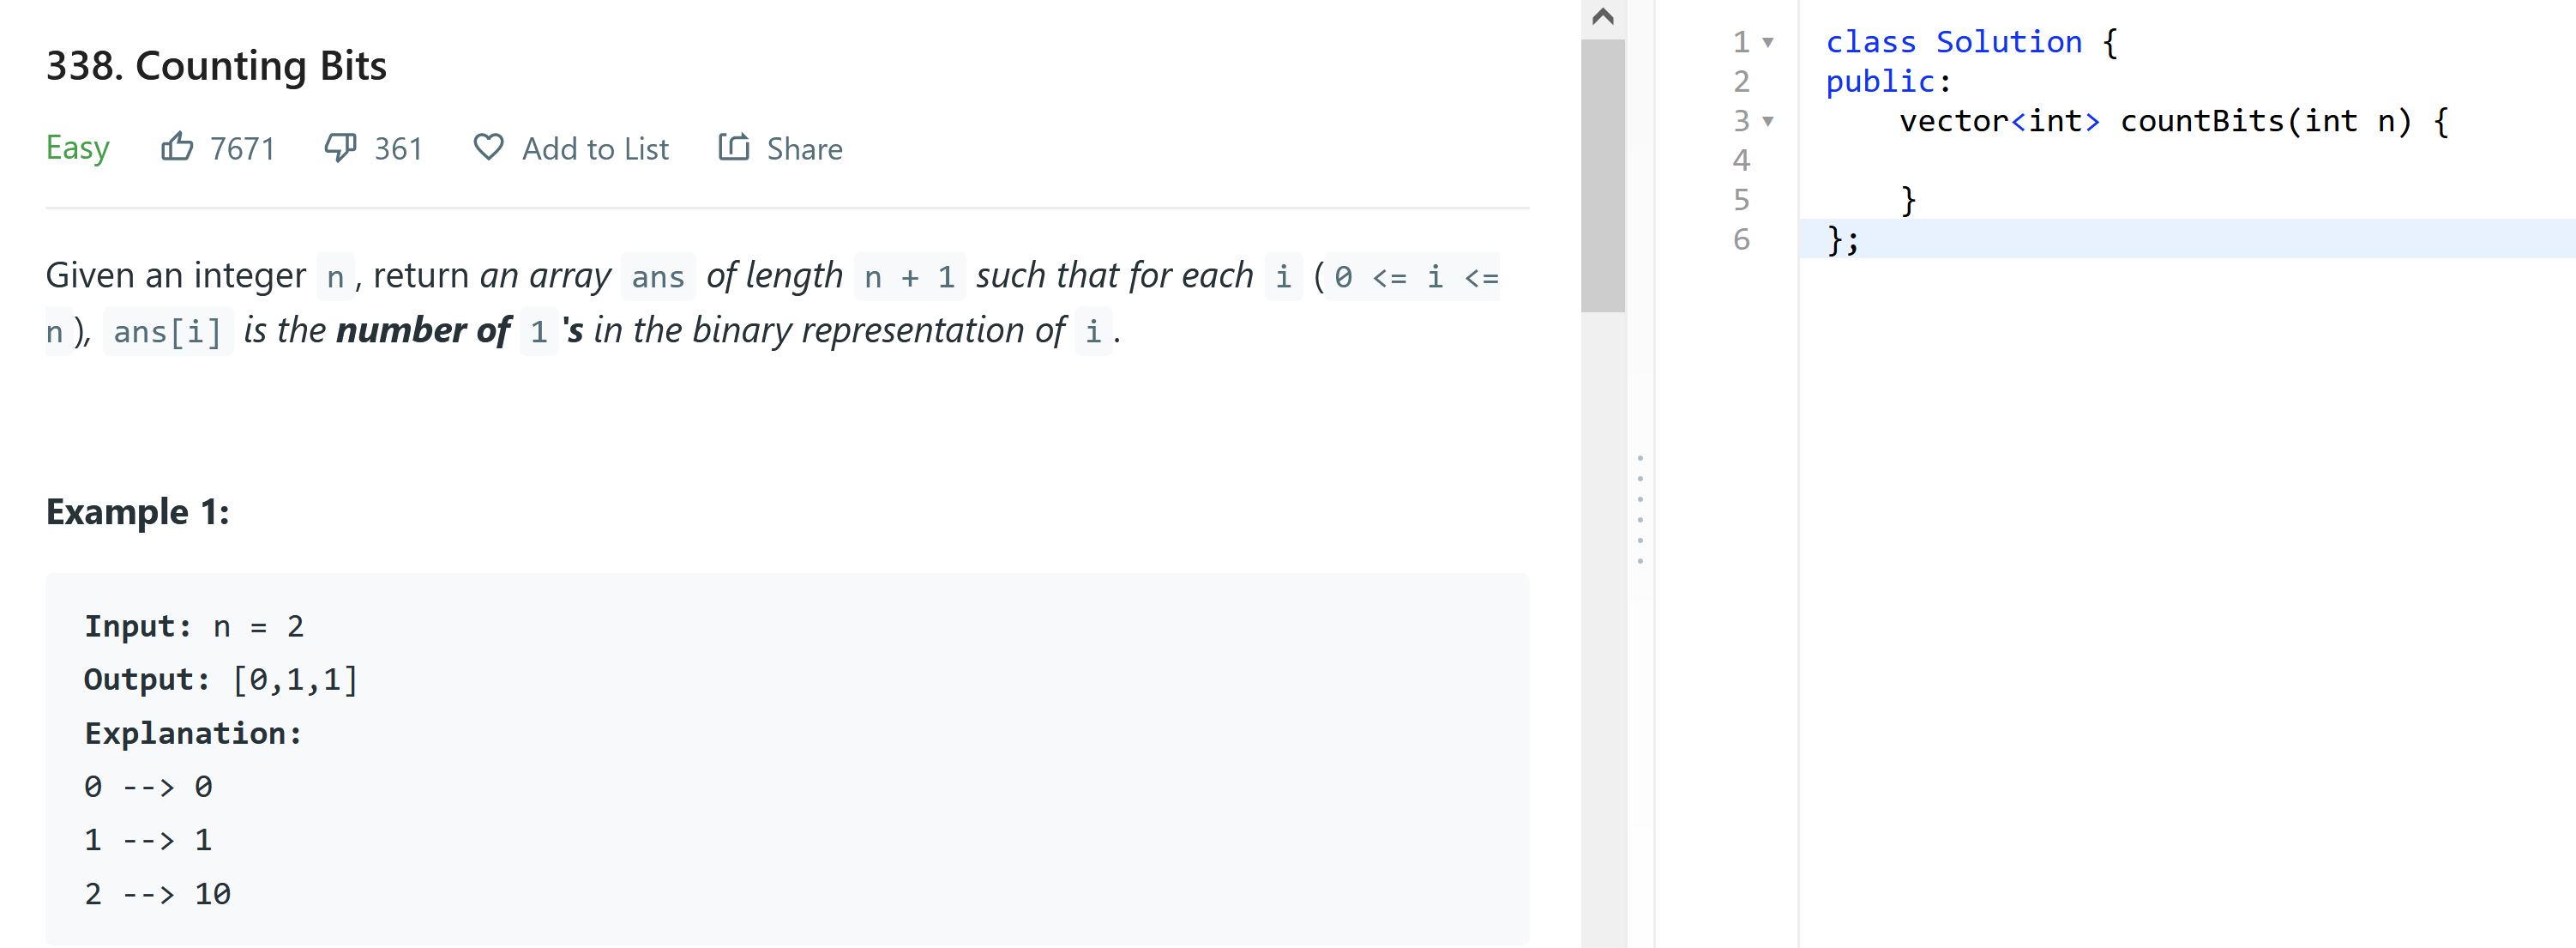 338. Counting Bits
Easy 7671 361 Add to List Share
Given an integer n, return an array ans of length n + 1 such that for each i (0 <= i <=
n), ans[i] is the number of 1's in the binary representation of i.
Example 1:
Input: n = 2
Output: [0,1,1]
Explanation:
0 --> 0
1 --> 1
2 --> 10
1 class Solution {
2 public:
3 vector<int> countBits(int n) {
4
5 }
6 };